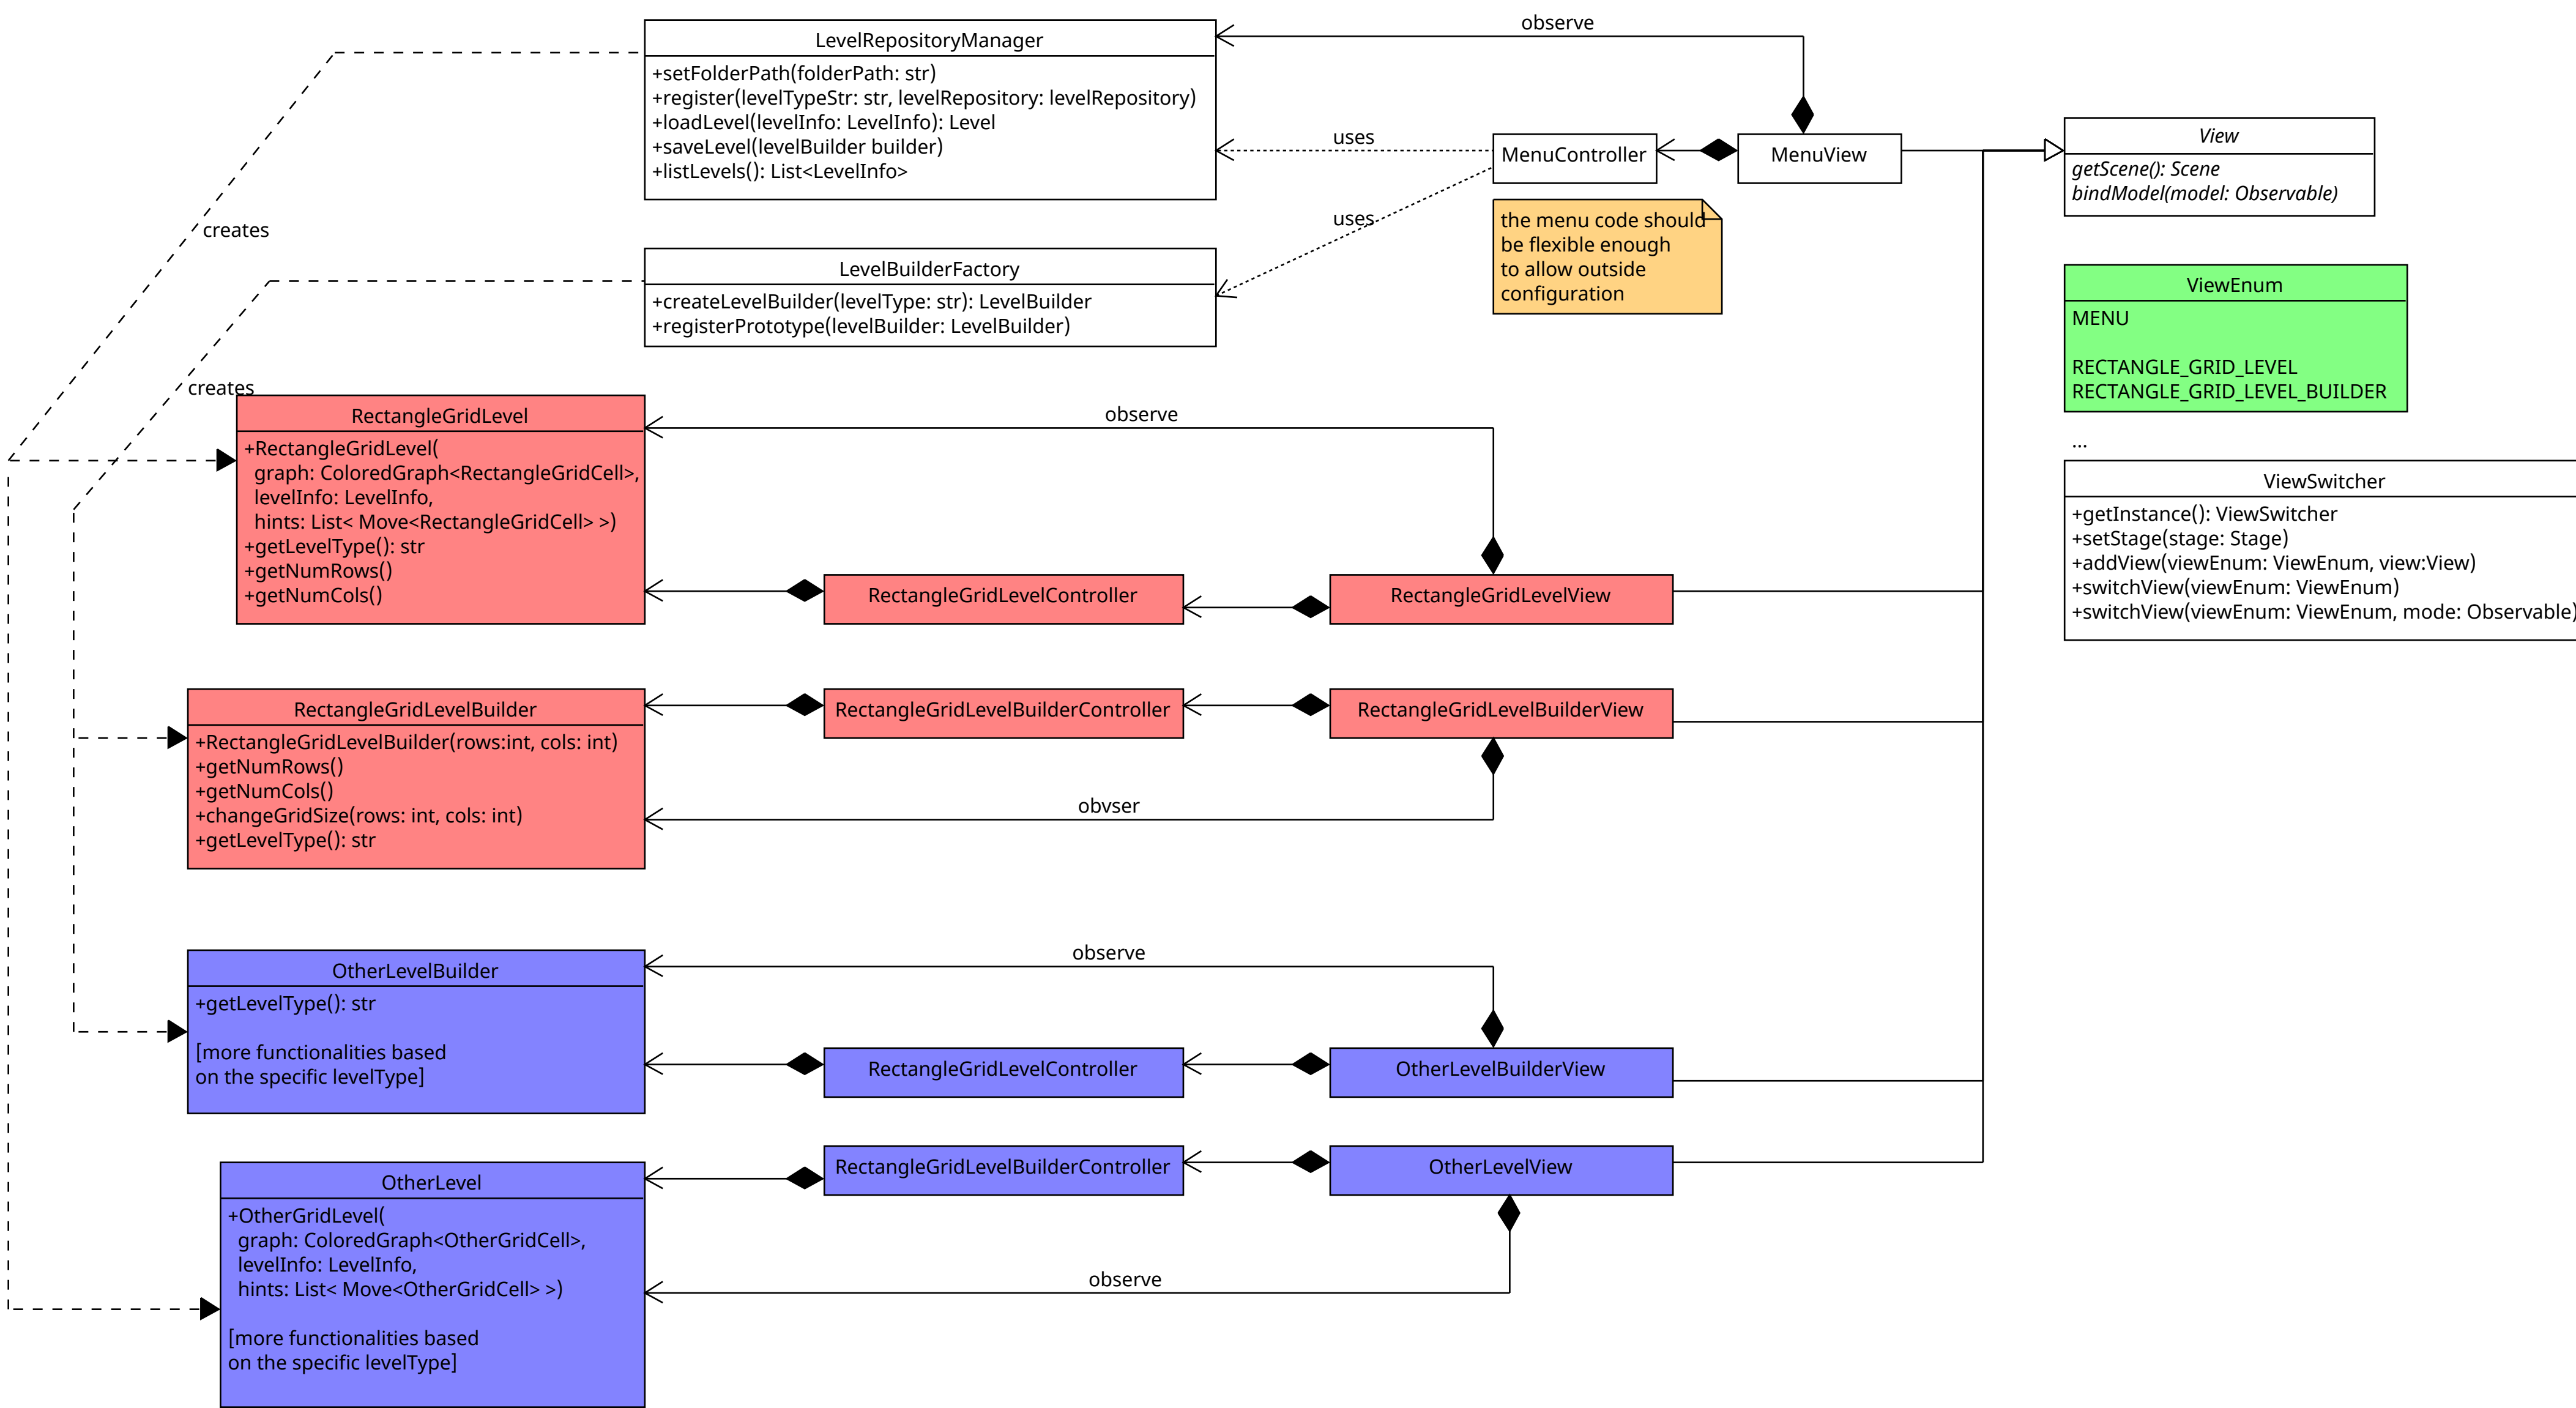 observe
LevelRepositoryManager
+setFolderPath(folderPath: str)
+register(levelTypeStr: str, levelRepository: levelRepository)
+loadLevel(levelInfo: LevelInfo): Level
+saveLevel(levelBuilder builder)
+listLevels(): List<LevelInfo>
uses
MenuController
MenuView
View
getScene(): Scene
bindModel(model: Observable)
creates
uses
the menu code should
be flexible enough
to allow outside
configuration
LevelBuilderFactory
+createLevelBuilder(levelType: str): LevelBuilder
+registerPrototype(levelBuilder: LevelBuilder)
ViewEnum
MENU
RECTANGLE_GRID_LEVEL
RECTANGLE_GRID_LEVEL_BUILDER
...
creates
RectangleGridLevel
+RectangleGridLevel(
graph: ColoredGraph<RectangleGridCell>,
levelInfo: LevelInfo,
hints: List< Move<RectangleGridCell> >)
+getLevelType(): str
+getNumRows()
+getNumCols()
observe
RectangleGridLevelController
RectangleGridLevelView
ViewSwitcher
+getInstance(): ViewSwitcher
+setStage(stage: Stage)
+addView(viewEnum: ViewEnum, view:View)
+switchView(viewEnum: ViewEnum)
+switchView(viewEnum: ViewEnum, mode: Observable)
RectangleGridLevelBuilder
+RectangleGridLevelBuilder(rows:int, cols: int)
+getNumRows()
+getNumCols()
+changeGridSize(rows: int, cols: int)
+getLevelType(): str
RectangleGridLevelBuilderController
RectangleGridLevelBuilderView
obvser
OtherLevelBuilder
+getLevelType(): str
[more functionalities based
on the specific levelType]
observe
RectangleGridLevelController
OtherLevelBuilderView
OtherLevel
+OtherGridLevel(
graph: ColoredGraph<OtherGridCell>,
levelInfo: LevelInfo,
hints: List< Move<OtherGridCell> >)
[more functionalities based
on the specific levelType]
RectangleGridLevelBuilderController
OtherLevelView
observe